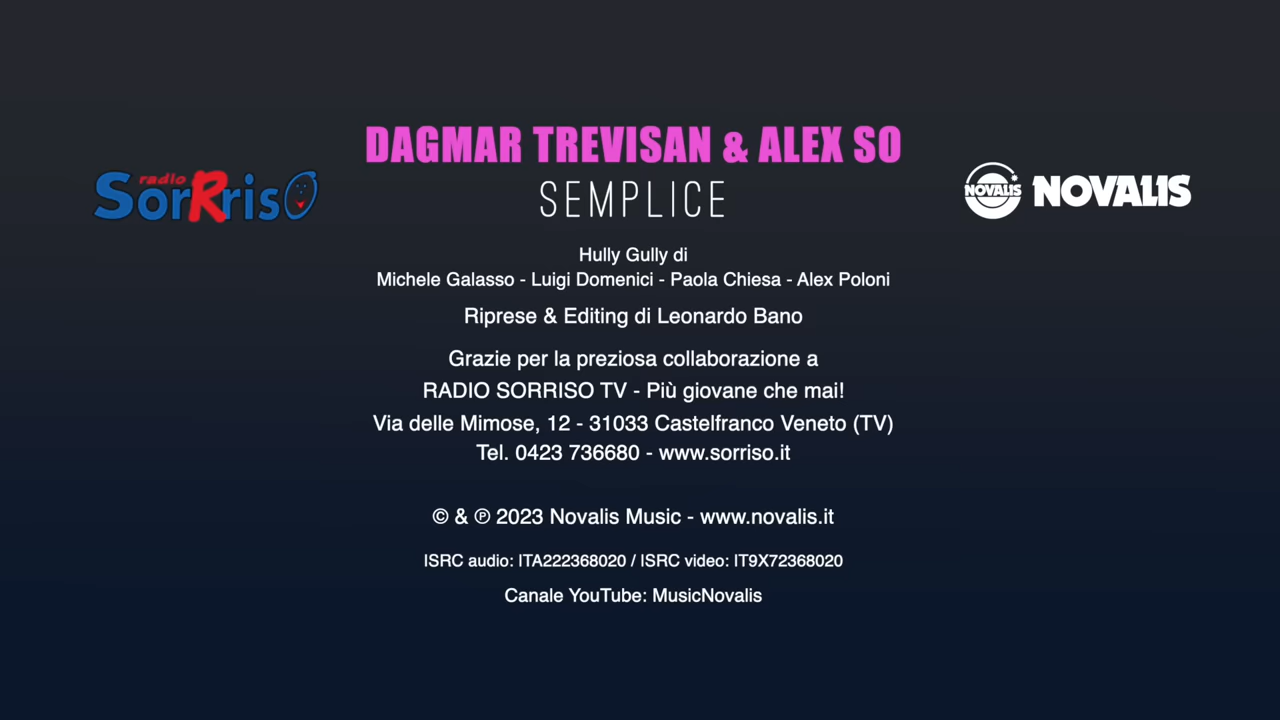 DAGMAR TREVISAN & ALEX SO
radio
SorRriso
SEMPLICE
NOVALIS
NOVALIS
Hully Gully di
Michele Galasso - Luigi Domenici - Paola Chiesa - Alex Poloni
Riprese & Editing di Leonardo Bano
Grazie per la preziosa collaborazione a
RADIO SORRISO TV - Più giovane che mai!
Via delle Mimose, 12 - 31033 Castelfranco Veneto (TV)
Tel. 0423 736680 - www.sorriso.it
© & ℗ 2023 Novalis Music - www.novalis.it
ISRC audio: ITA222368020 / ISRC video: IT9X72368020
Canale YouTube: MusicNovalis